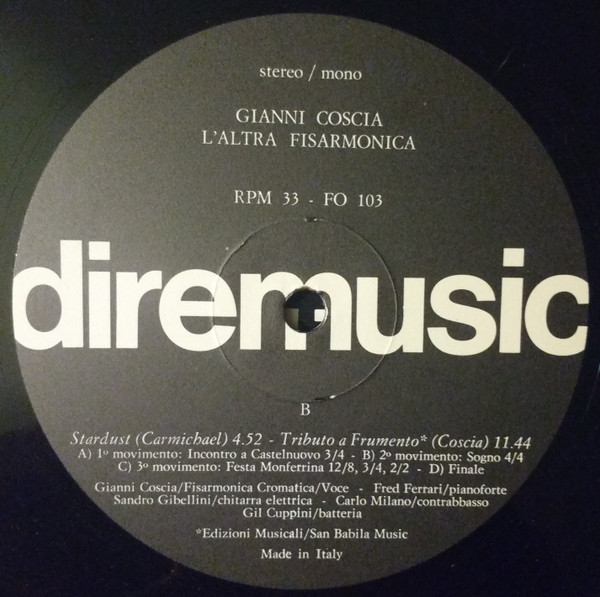 stereo / mono
GIANNI COSCIA
L'ALTRA FISARMONICA
RPM 33 - FO 103
diremusic
B
Stardust (Carmichael) 4.52 - Tributo a Frumento* (Coscia) 11.44
A) 1º movimento: Incontro a Castelnuovo 3/4 - B) 2º movimento: Sogno 4/4
C) 3º movimento: Festa Monferrina 12/8, 3/4, 2/2 - D) Finale
Gianni Coscia/Fisarmonica Cromatica/Voce - Fred Ferrari/pianoforte
Sandro Gibellini/chitarra elettrica - Carlo Milano/contrabbasso
Gil Cuppini/batteria
*Edizioni Musicali/San Babila Music
Made in Italy